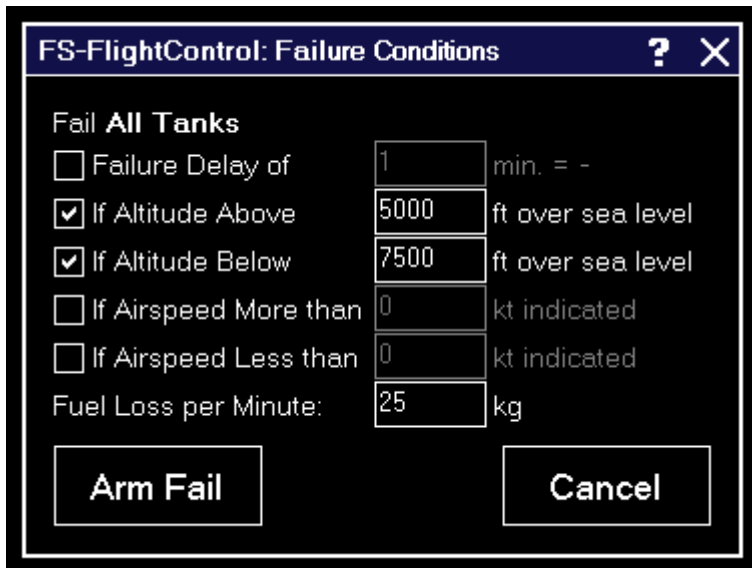 FS-FlightControl: Failure Conditions ? X
Fail All Tanks
Failure Delay of 1 min. = -
If Altitude Above 5000 ft over sea level
If Altitude Below 7500 ft over sea level
If Airspeed More than 0 kt indicated
If Airspeed Less than 0 kt indicated
Fuel Loss per Minute: 25 kg
Arm Fail Cancel